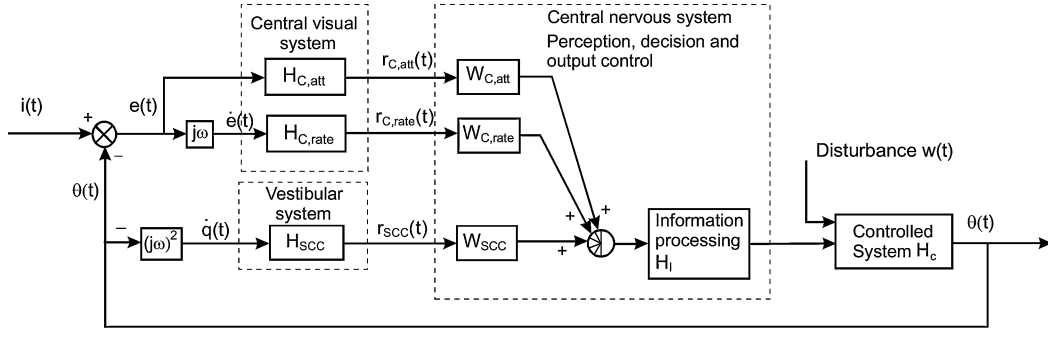 Central visual
system
Central nervous system
Perception, decision and
output control
i(t)
+
e(t)
H_C,att
r_C,att(t)
W_C,att
jω
ė(t)
H_C,rate
r_C,rate(t)
W_C,rate
−
θ(t)
Disturbance w(t)
Vestibular
system
−
(jω)²
q̇(t)
H_SCC
r_SCC(t)
W_SCC
+
+
+
Information
processing
H_I
Controlled
System H_c
θ(t)